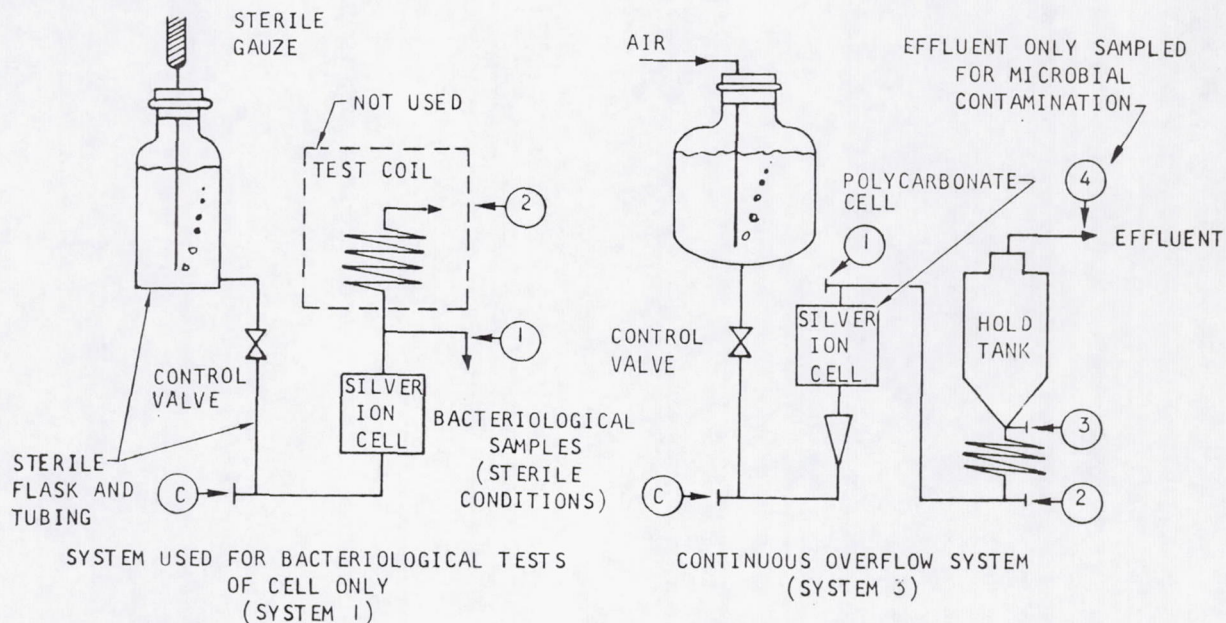 STERILE
GAUZE
NOT USED
TEST COIL
2
1
CONTROL
VALVE
SILVER
ION
CELL
BACTERIOLOGICAL
SAMPLES
(STERILE
CONDITIONS)
STERILE
FLASK AND
TUBING
C
SYSTEM USED FOR BACTERIOLOGICAL TESTS
OF CELL ONLY
(SYSTEM 1)
AIR
EFFLUENT ONLY SAMPLED
FOR MICROBIAL
CONTAMINATION
POLYCARBONATE
CELL
4
1
EFFLUENT
CONTROL
VALVE
SILVER
ION
CELL
HOLD
TANK
3
C
2
CONTINUOUS OVERFLOW SYSTEM
(SYSTEM 3)